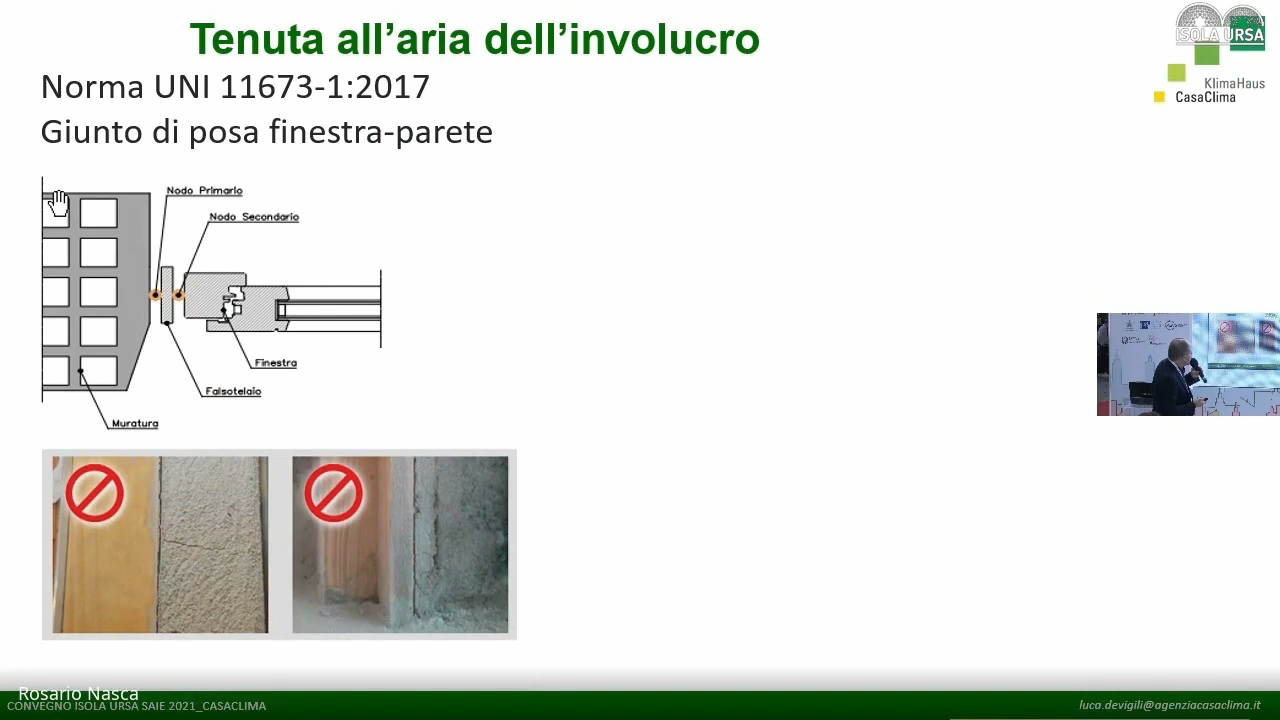 Tenuta all’aria dell’involucro
ISOLA URSA
KlimaHaus
CasaClima
Norma UNI 11673-1:2017
Giunto di posa finestra-parete
Nodo Primario
Nodo Secondario
Finestra
Falsotelaio
Muratura
Rosario Nasca
CONVEGNO ISOLA URSA SAIE 2021_CASACLIMA
luca.devigili@agenziacasaclima.it